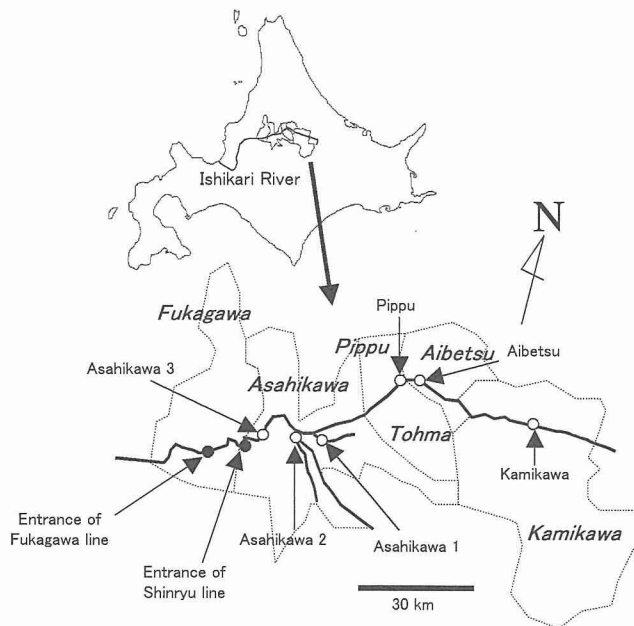 Ishikari River
N
Fukagawa
Pippu
Pippu
Aibetsu
Aibetsu
Asahikawa 3
Asahikawa
Tohma
Kamikawa
Entrance of
Fukagawa line
Asahikawa 2
Asahikawa 1
Kamikawa
Entrance of
Shinryu line
30 km